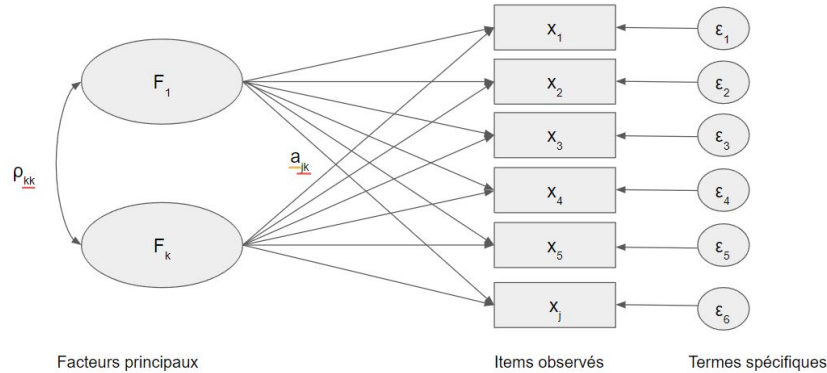 F₁
Fₖ
ρₖₖ
aⱼₖ
x₁
x₂
x₃
x₄
x₅
xⱼ
ε₁
ε₂
ε₃
ε₄
ε₅
ε₆
Facteurs principaux
Items observés
Termes spécifiques